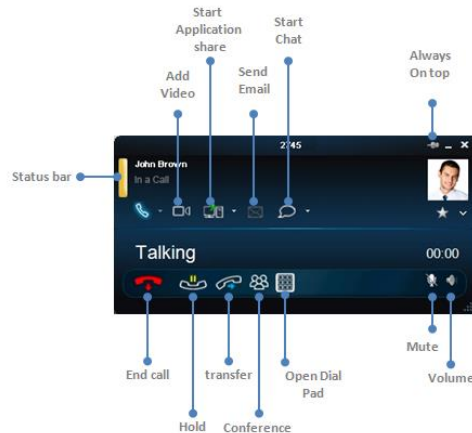 Start
Application
share
Start
Chat
Add
Video
Send
Email
Always
On top
2745
John Brown
In a Call
Status bar
Talking
00:00
End call
Hold
transfer
Conference
Open Dial
Pad
Mute
Volume